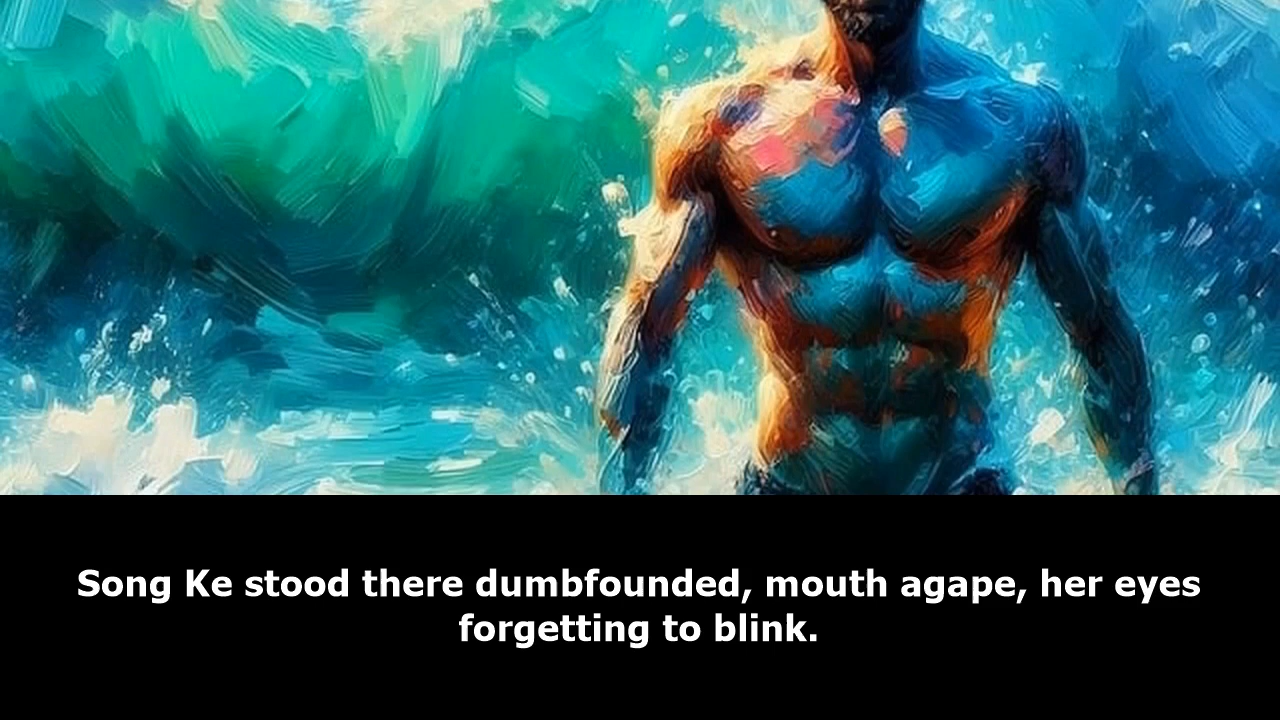 Song Ke stood there dumbfounded, mouth agape, her eyes
forgetting to blink.